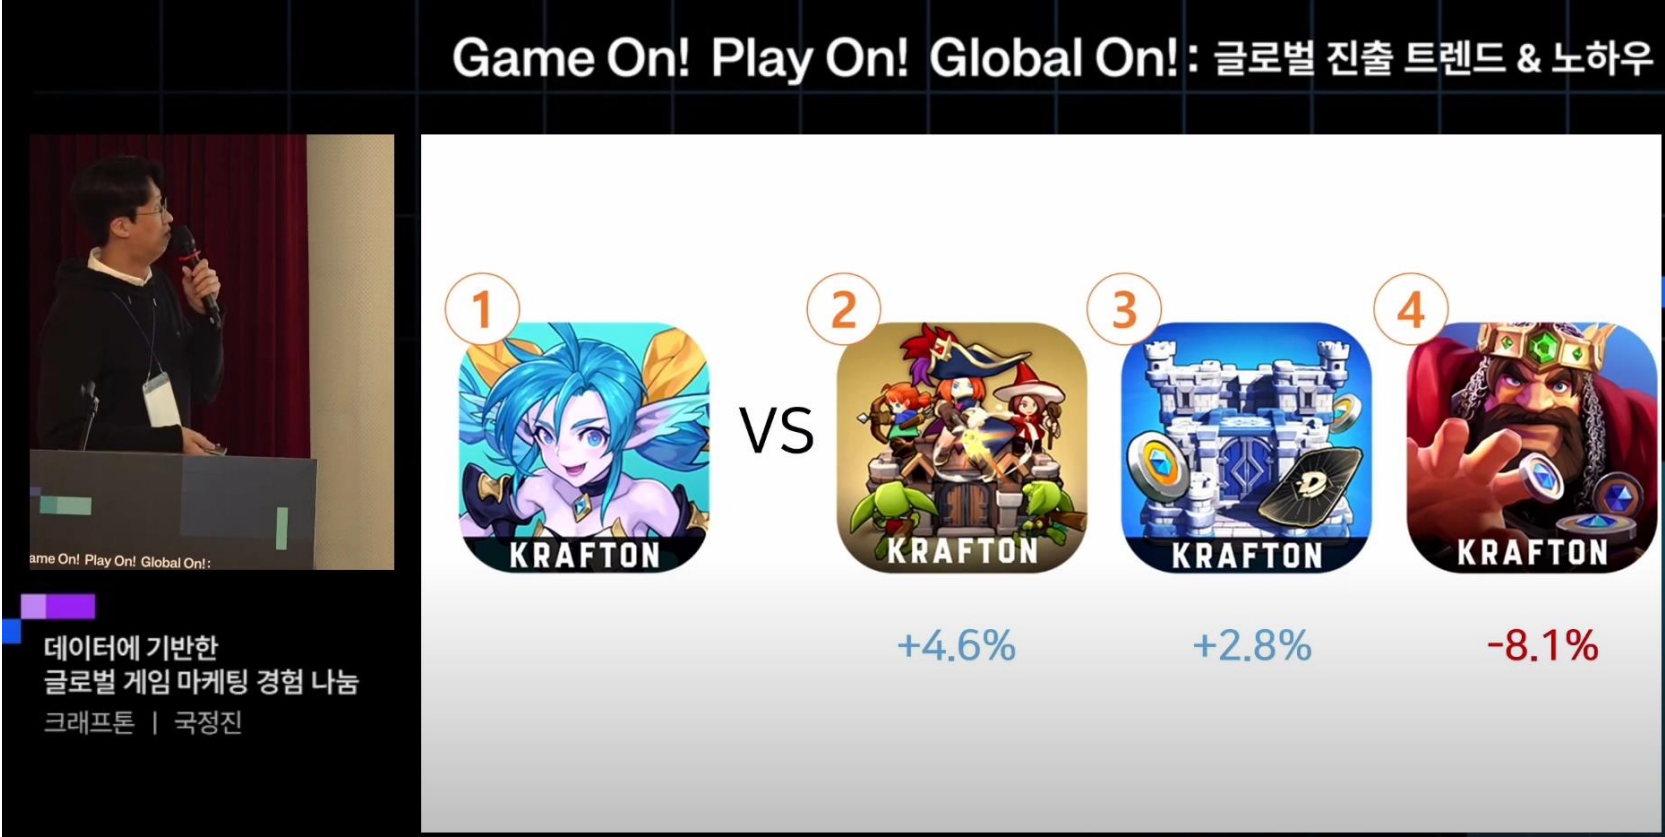 Game On! Play On! Global On!: 글로벌 진출 트렌드 & 노하우
1
2
3
4
VS
KRAFTON
KRAFTON
KRAFTON
KRAFTON
+4.6%
+2.8%
-8.1%
ame On! Play On! Global On!:
데이터에 기반한
글로벌 게임 마케팅 경험 나눔
크래프톤 | 국정진